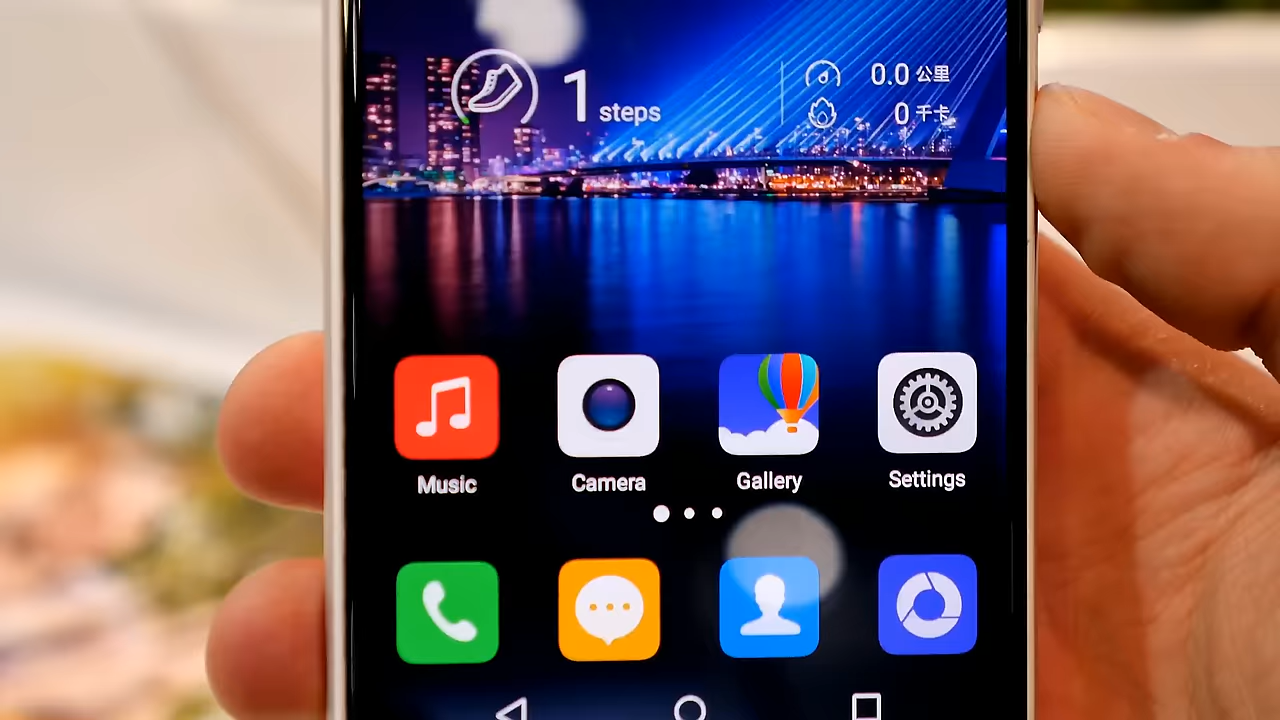 1 steps
0.0 公里
0 千卡
Music
Camera
Gallery
Settings